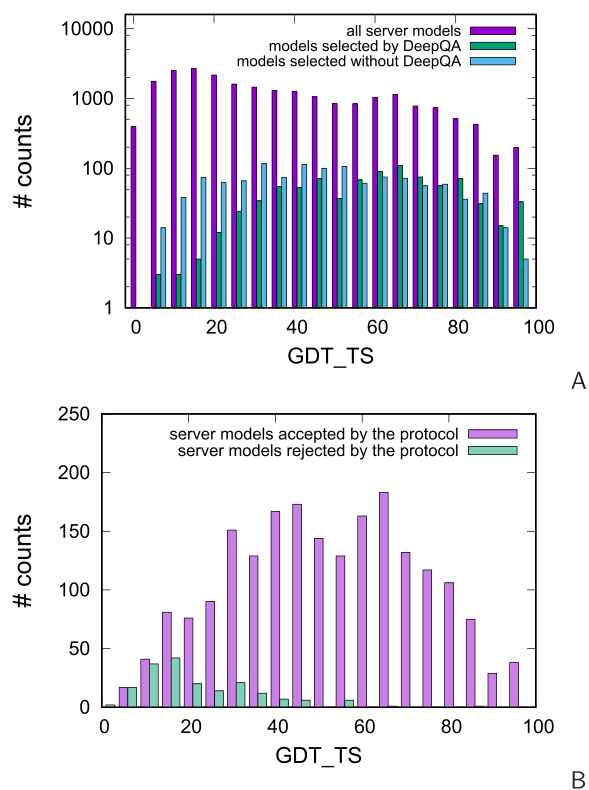 10000
1000
100
10
1
# counts
all server models
models selected by DeepQA
models selected without DeepQA
0 20 40 60 80 100
GDT_TS
A
250
200
150
100
50
0
# counts
server models accepted by the protocol
server models rejected by the protocol
0 20 40 60 80 100
GDT_TS
B